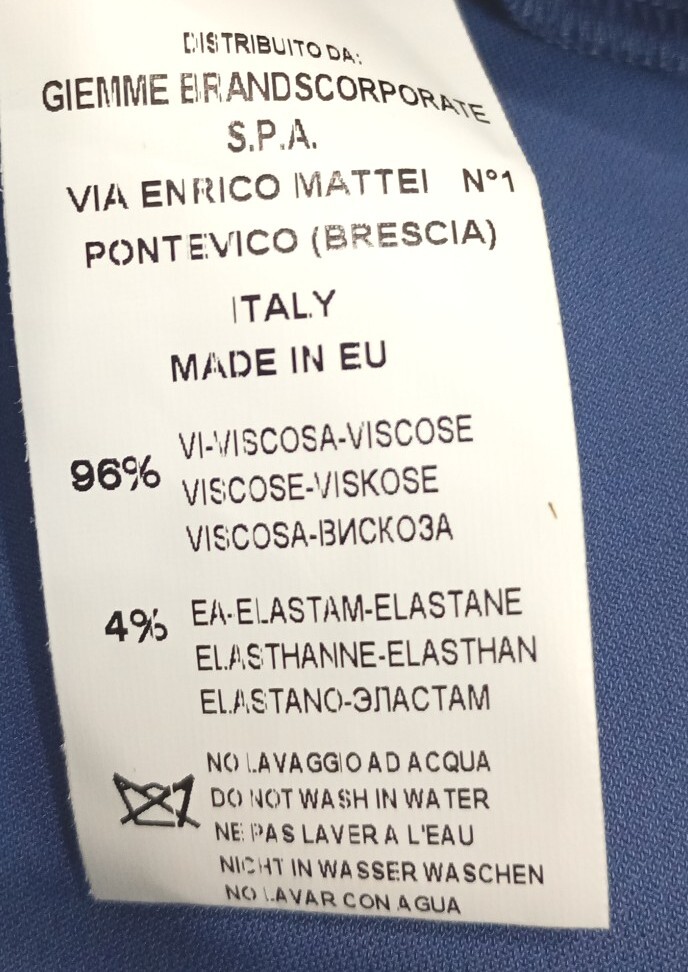 DISTRIBUITO DA:
GIEMME BRANDSCORPORATE
S.P.A.
VIA ENRICO MATTEI N°1
PONTEVICO (BRESCIA)
ITALY
MADE IN EU
96% VI-VISCOSA-VISCOSE
VISCOSE-VISKOSE
VISCOSA-ВИСКОЗА
4% EA-ELASTAM-ELASTANE
ELASTHANNE-ELASTHAN
ELASTANO-ЭЛАСТАМ
NO LAVAGGIO AD ACQUA
DO NOT WASH IN WATER
NE PAS LAVER A L'EAU
NICHT IN WASSER WASCHEN
NO LAVAR CON AGUA